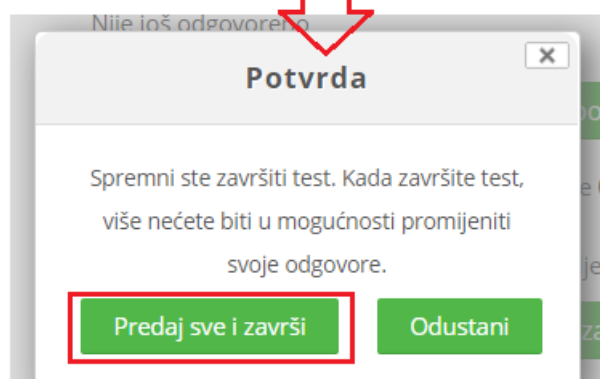 Nije još odgovoreno
Potvrda
Spremni ste završiti test. Kada završite test,
više nećete biti u mogućnosti promijeniti
svoje odgovore.
Predaj sve i završi
Odustani